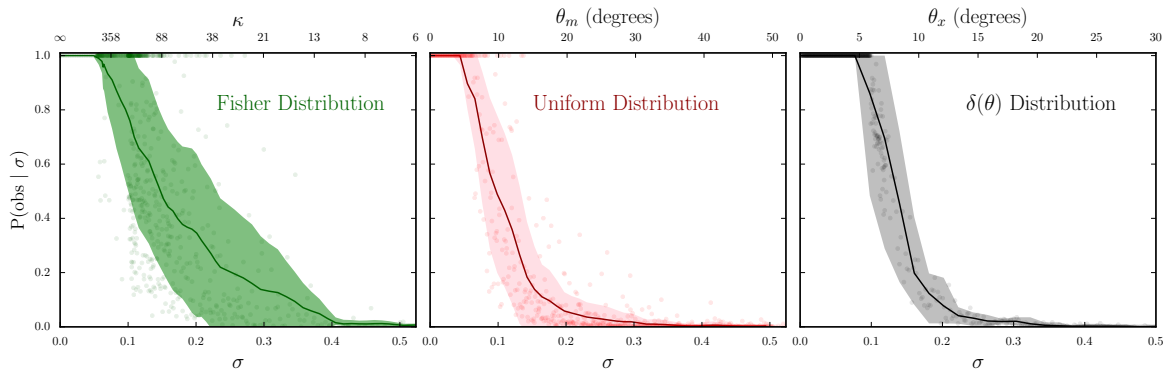 κ
∞ 358 88 38 21 13 8 6
θm (degrees)
0 10 20 30 40 50
θx (degrees)
0 5 10 15 20 25 30
P(obs | σ)
1.0
0.8
0.6
0.4
0.2
0.0
Fisher Distribution
Uniform Distribution
δ(θ) Distribution
0.0 0.1 0.2 0.3 0.4 0.5
0.0 0.1 0.2 0.3 0.4 0.5
0.0 0.1 0.2 0.3 0.4 0.5
σ
σ
σ